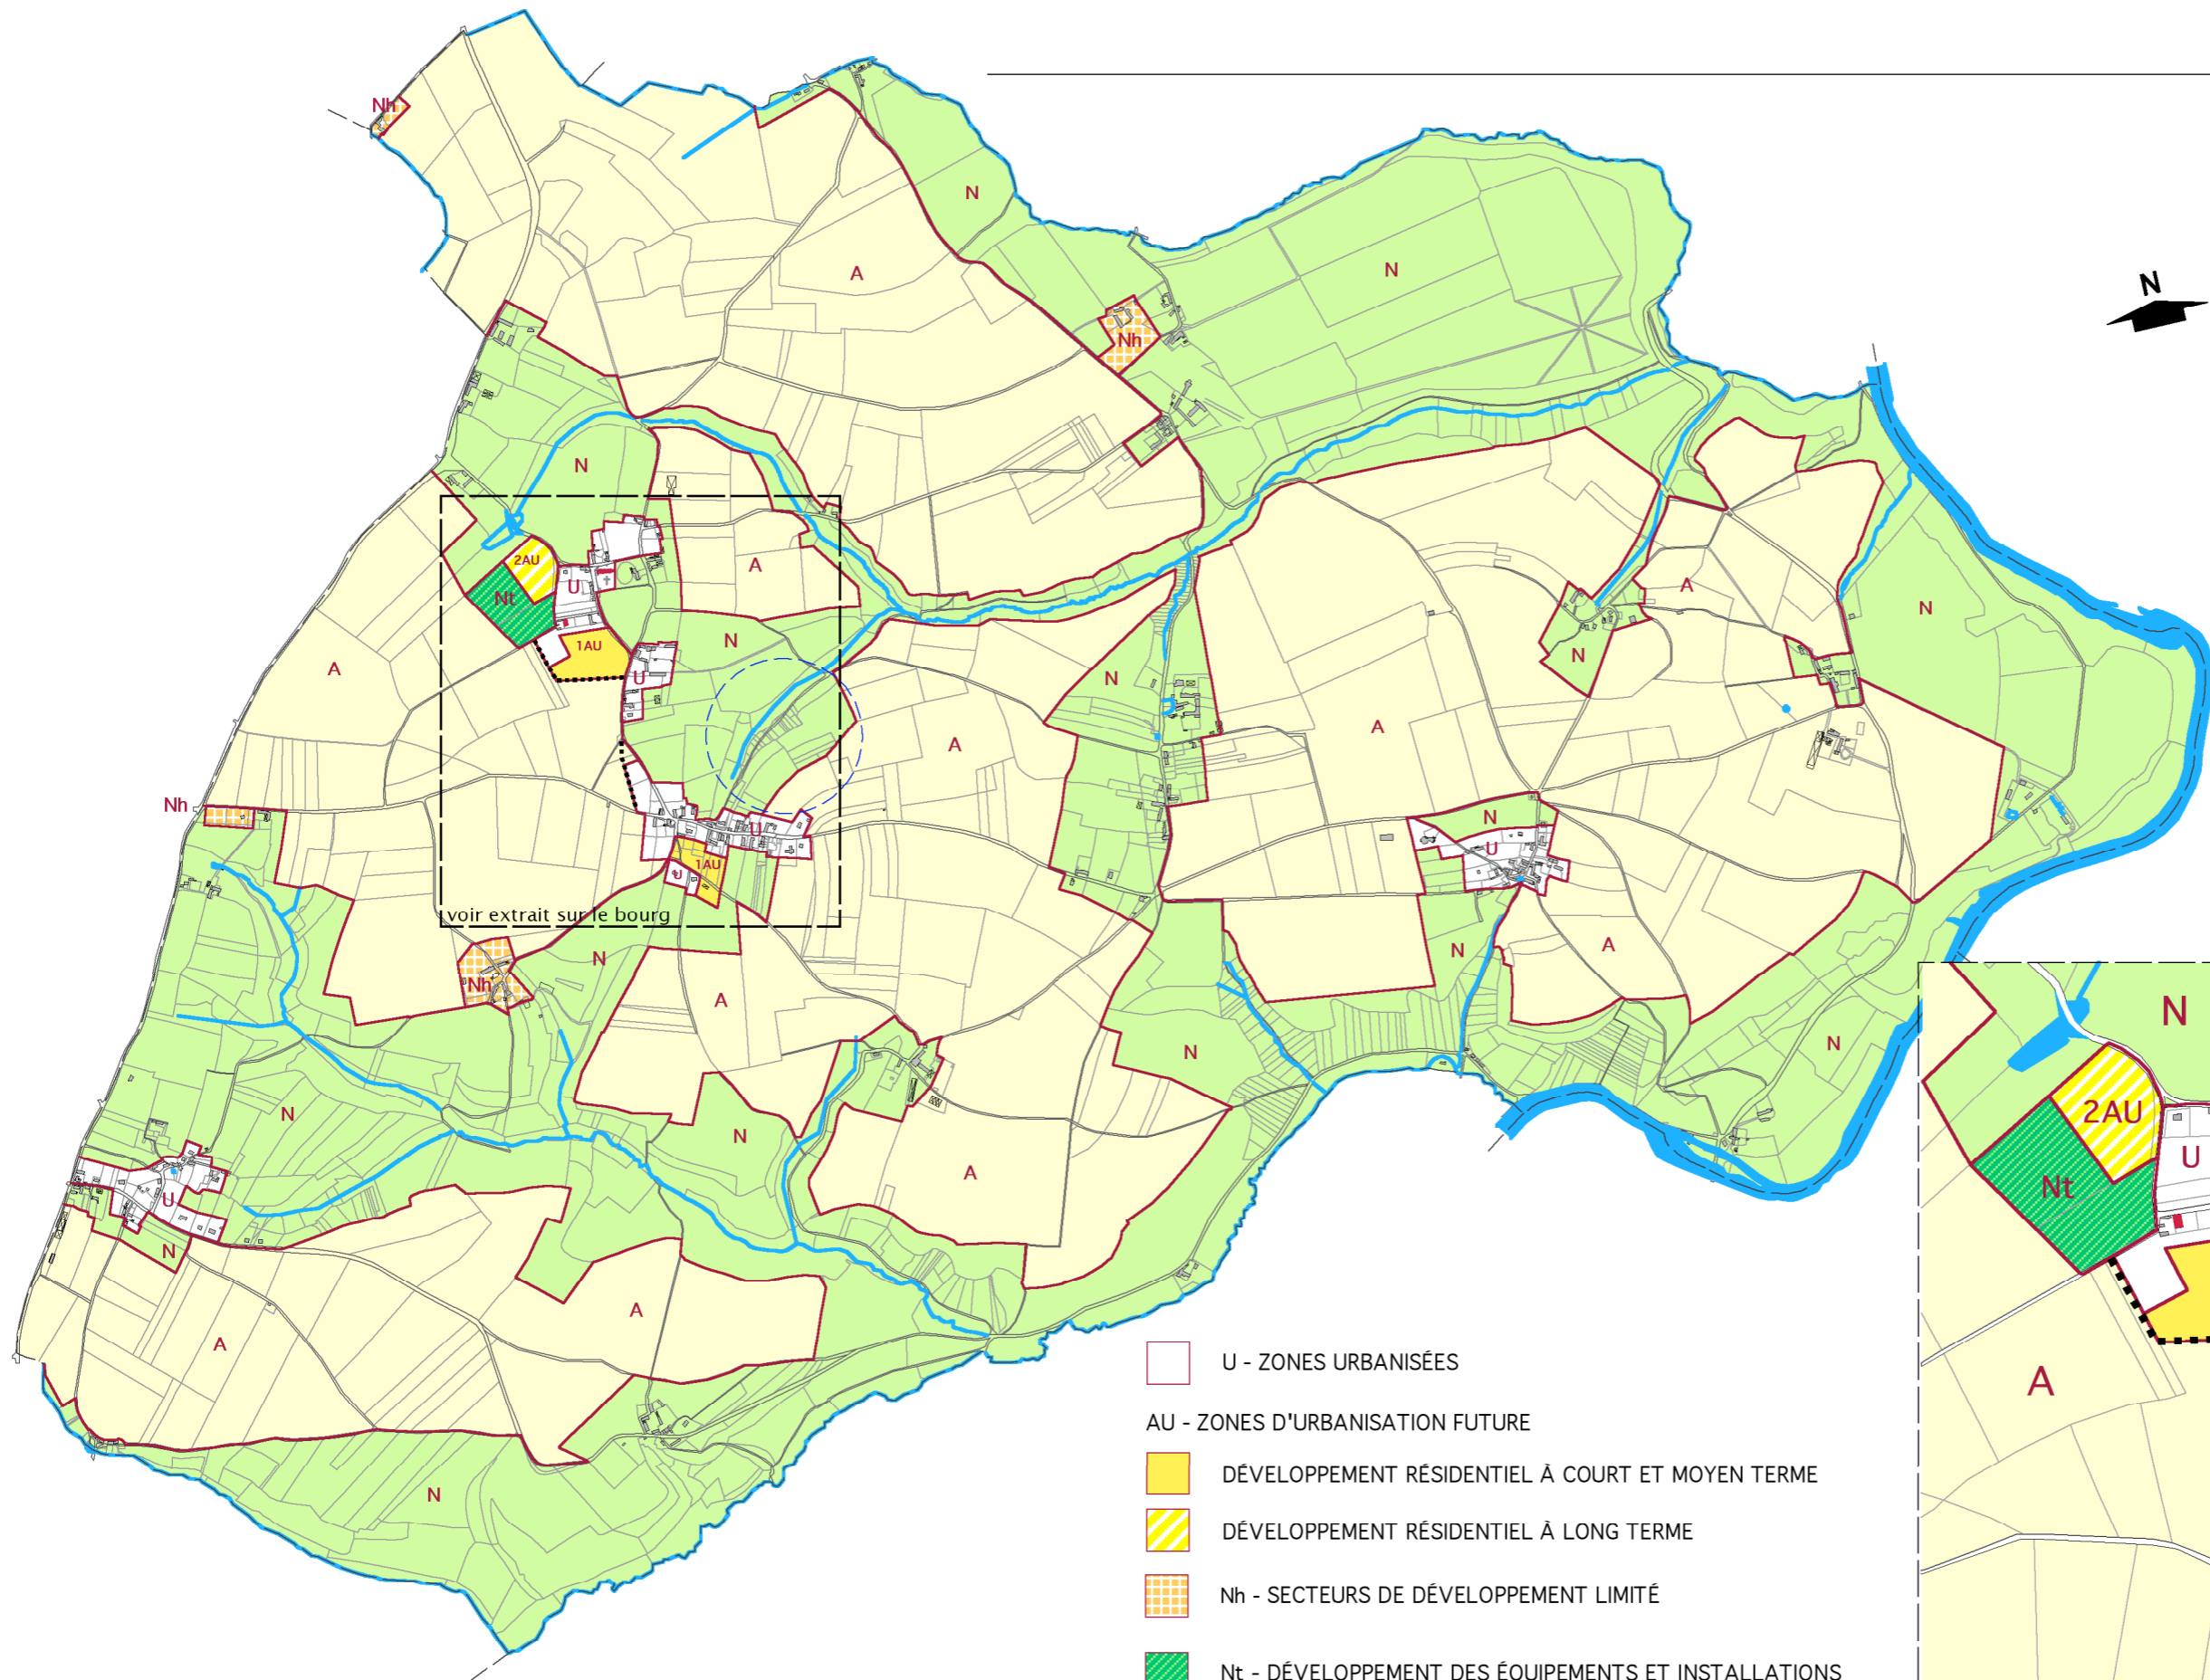 Nh
N
A
N
N
Nh
N
2AU
A
U
Nt
N
1AU
A
U
N
A
N
A
N
A
A
N
Nh
U
1AU
U
voir extrait sur le bourg
N
U
N
A
N
Nh
A
N
N
N
N
A
U
N
A
A
N
N
2AU
U
Nt
A
U - ZONES URBANISÉES
AU - ZONES D'URBANISATION FUTURE
DÉVELOPPEMENT RÉSIDENTIEL À COURT ET MOYEN TERME
DÉVELOPPEMENT RÉSIDENTIEL À LONG TERME
Nh - SECTEURS DE DÉVELOPPEMENT LIMITÉ
Nt - DÉVELOPPEMENT DES ÉQUIPEMENTS ET INSTALLATIONS